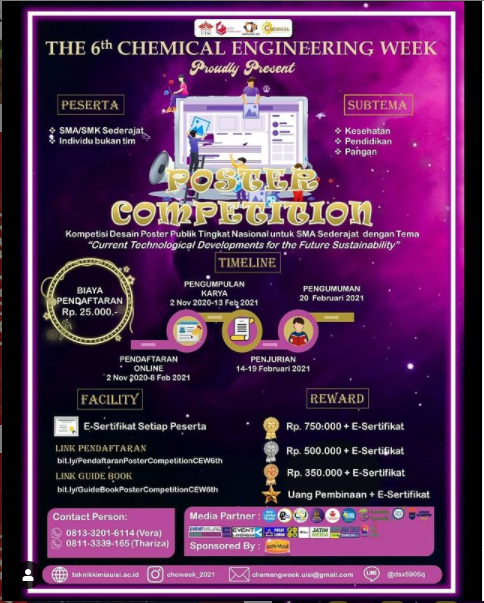 THE 6th CHEMICAL ENGINEERING WEEK
Proudly Present
PESERTA
SMA/SMK Sederajat
Individu bukan tim
SUBTEMA
Kesehatan
Pendidikan
Pangan
POSTER
COMPETITION
Kompetisi Desain Poster Publik Tingkat Nasional untuk SMA Sederajat dengan Tema
"Current Technological Developments for the Future Sustainability"
TIMELINE
BIAYA
PENDAFTARAN
Rp. 25.000.-
PENGUMPULAN
KARYA
2 Nov 2020-13 Feb 2021
PENGUMUMAN
20 Februari 2021
PENDAFTARAN
ONLINE
2 Nov 2020-8 Feb 2021
PENJURIAN
14-19 Februari 2021
FACILITY
E-Sertifikat Setiap Peserta
LINK PENDAFTARAN
bit.ly/PendaftaranPosterCompetitionCEW6th
LINK GUIDE BOOK
bit.ly/GuideBookPosterCompetitionCEW6th
REWARD
Rp. 750.000 + E-Sertifikat
Rp. 500.000 + E-Sertifikat
Rp. 350.000 + E-Sertifikat
Uang Pembinaan + E-Sertifikat
Contact Person:
0813-3201-6114 (Vera)
0811-3339-165 (Thariza)
Media Partner :
Sponsored By :
teknikkimiauisi.ac.id
cheweek_2021
chemengweek.uisi@gmail.com
LINE
@dsx5905q